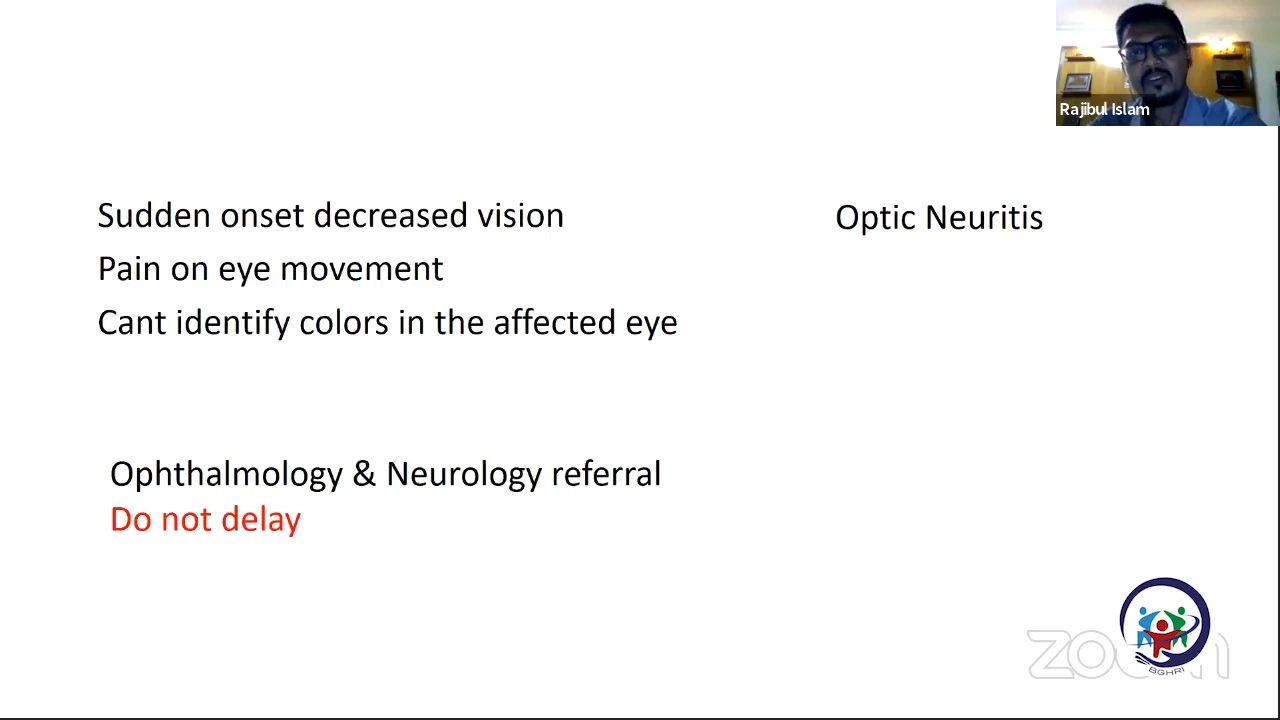 Rajibul Islam
Sudden onset decreased vision
Optic Neuritis
Pain on eye movement
Cant identify colors in the affected eye
Ophthalmology & Neurology referral
Do not delay
zoom
BGHRI